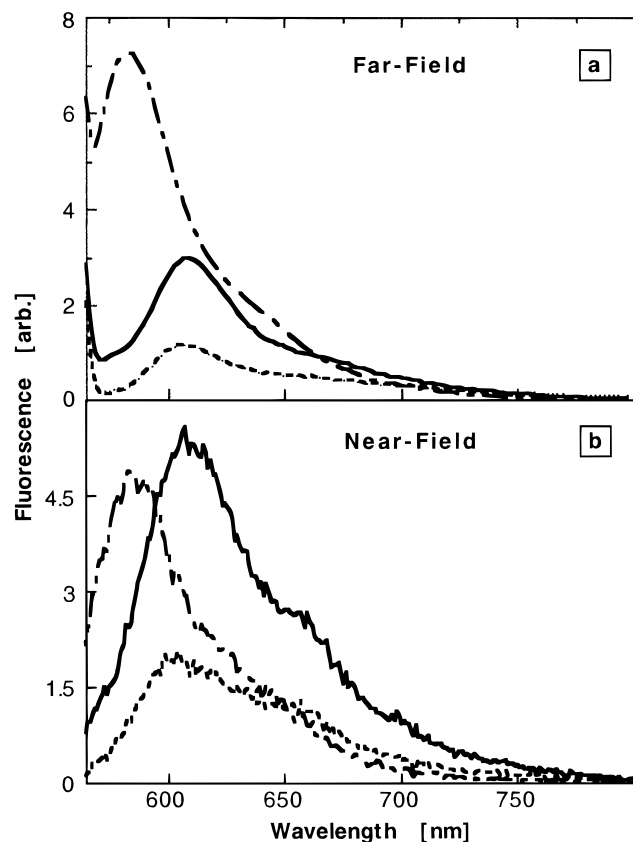 8
Far-Field
a
6
4
2
0
Fluorescence [arb.]
Near-Field
b
4.5
3
1.5
0
600
650
700
750
Wavelength [nm]